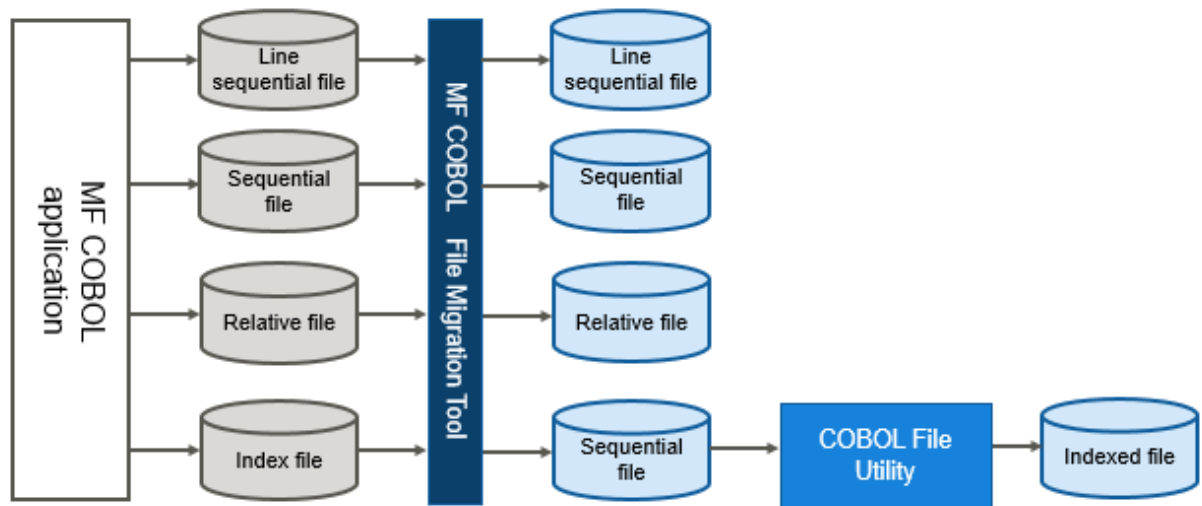 MF COBOL
application
Line
sequential file
Sequential
file
Relative file
Index file
MF COBOL File Migration Tool
Line
sequential file
Sequential
file
Relative file
Sequential
file
COBOL File
Utility
Indexed file